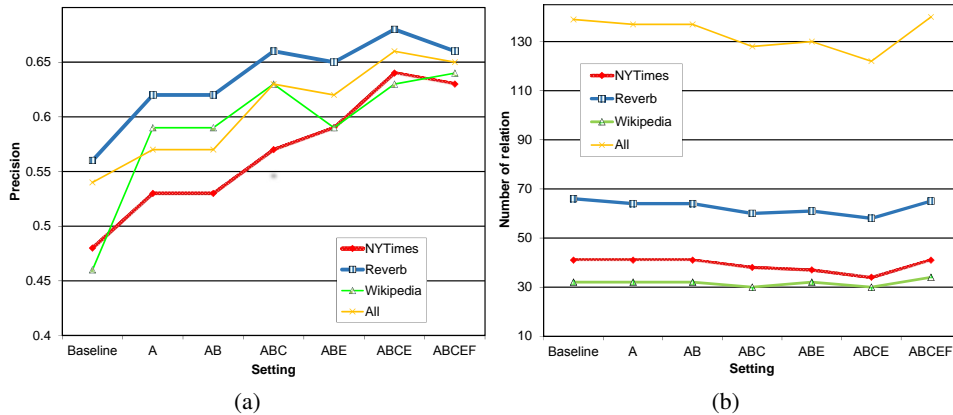 0.65
0.6
0.55
0.5
0.45
0.4
Precision
NYTimes
Reverb
Wikipedia
All
Baseline A AB ABC ABE ABCE ABCEF
Setting
(a)
130
110
90
70
50
30
10
Number of relation
NYTimes
Reverb
Wikipedia
All
Baseline A AB ABC ABE ABCE ABCEF
Setting
(b)